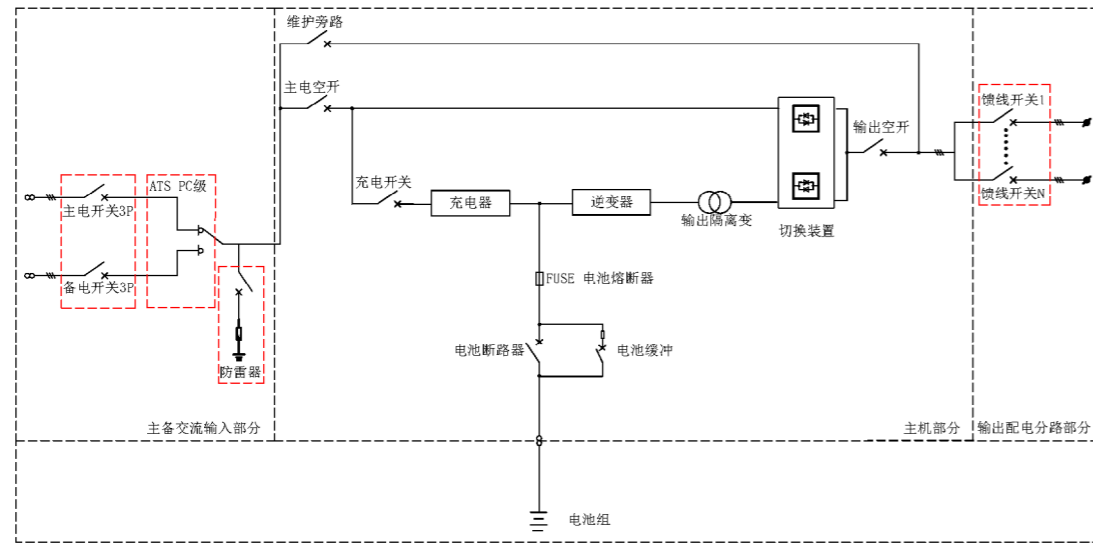 维护旁路
主电空开
馈线开关1
输出空开
充电开关
ATS PC级
充电器
逆变器
主电开关3P
馈线开关N
输出隔离变
切换装置
FUSE 电池熔断器
备电开关3P
电池断路器
电池缓冲
防雷器
主备交流输入部分
主机部分
输出配电分路部分
电池组